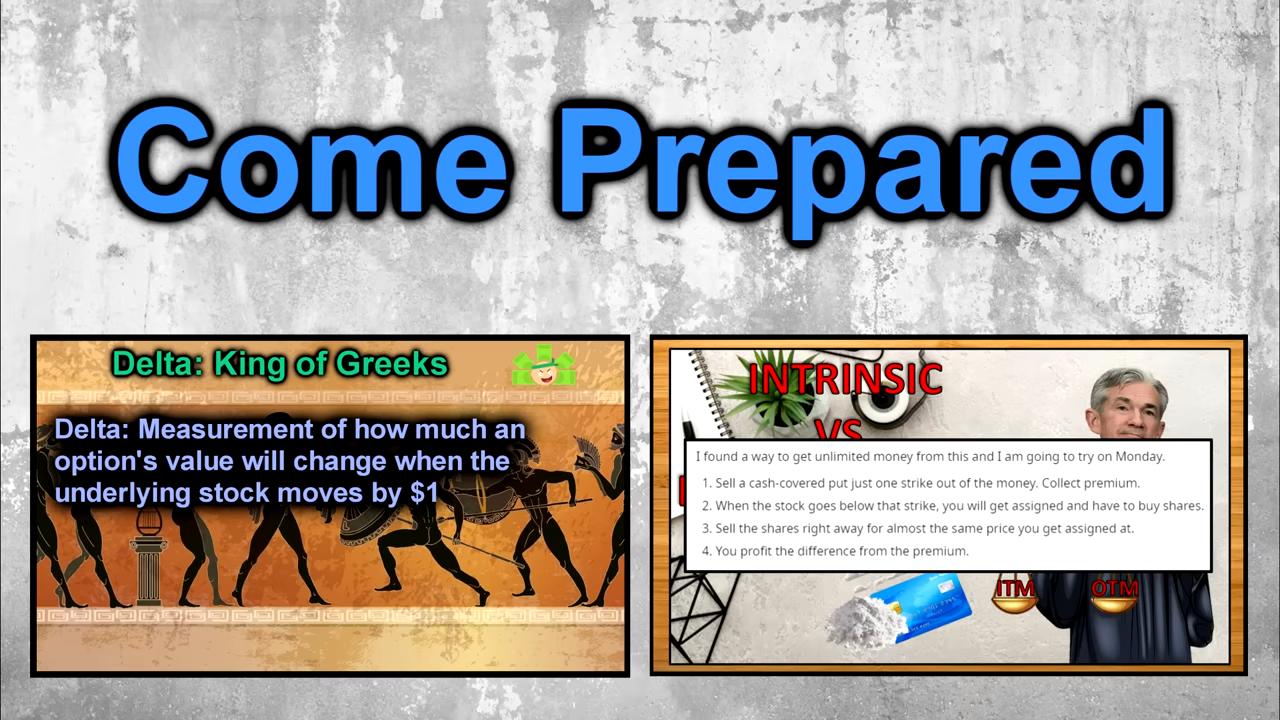 Come Prepared
Delta: King of Greeks
Delta: Measurement of how much an
option's value will change when the
underlying stock moves by $1
INTRINSIC
VS
I found a way to get unlimited money from this and I am going to try on Monday.
1. Sell a cash-covered put just one strike out of the money. Collect premium.
2. When the stock goes below that strike, you will get assigned and have to buy shares.
3. Sell the shares right away for almost the same price you get assigned at.
4. You profit the difference from the premium.
ITM
OTM